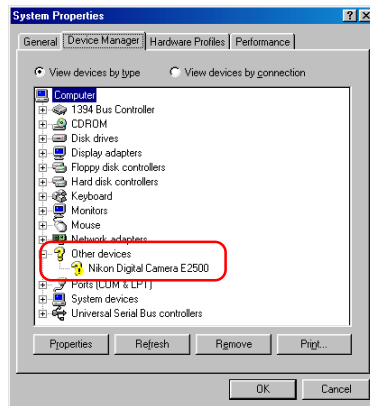 System Properties
General Device Manager Hardware Profiles Performance
View devices by type View devices by connection
Computer
1394 Bus Controller
CDROM
Disk drives
Display adapters
Floppy disk controllers
Hard disk controllers
Keyboard
Monitors
Mouse
Network adapters
Other devices
Nikon Digital Camera E2500
Ports (COM & LPT)
System devices
Universal Serial Bus controllers
Properties Refresh Remove Print...
OK Cancel